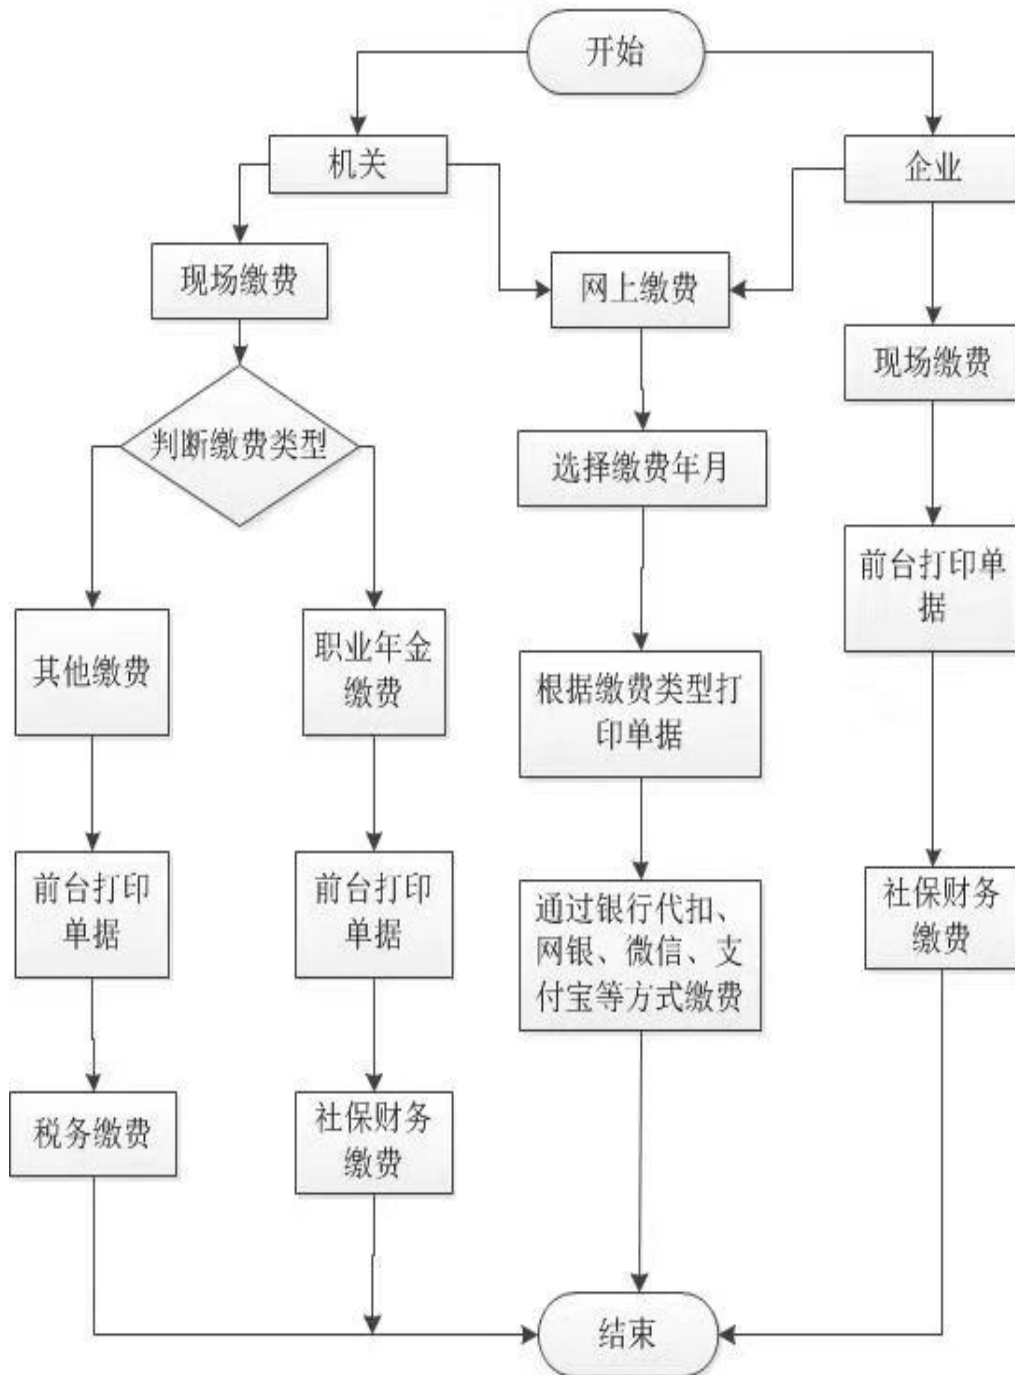 开始
机关
企业
现场缴费
网上缴费
现场缴费
判断缴费类型
选择缴费年月
前台打印单
据
其他缴费
职业年金
缴费
根据缴费类型打
印单据
前台打印
单据
前台打印
单据
通过银行代扣、
网银、微信、支
付宝等方式缴费
社保财务
缴费
税务缴费
社保财务
缴费
结束